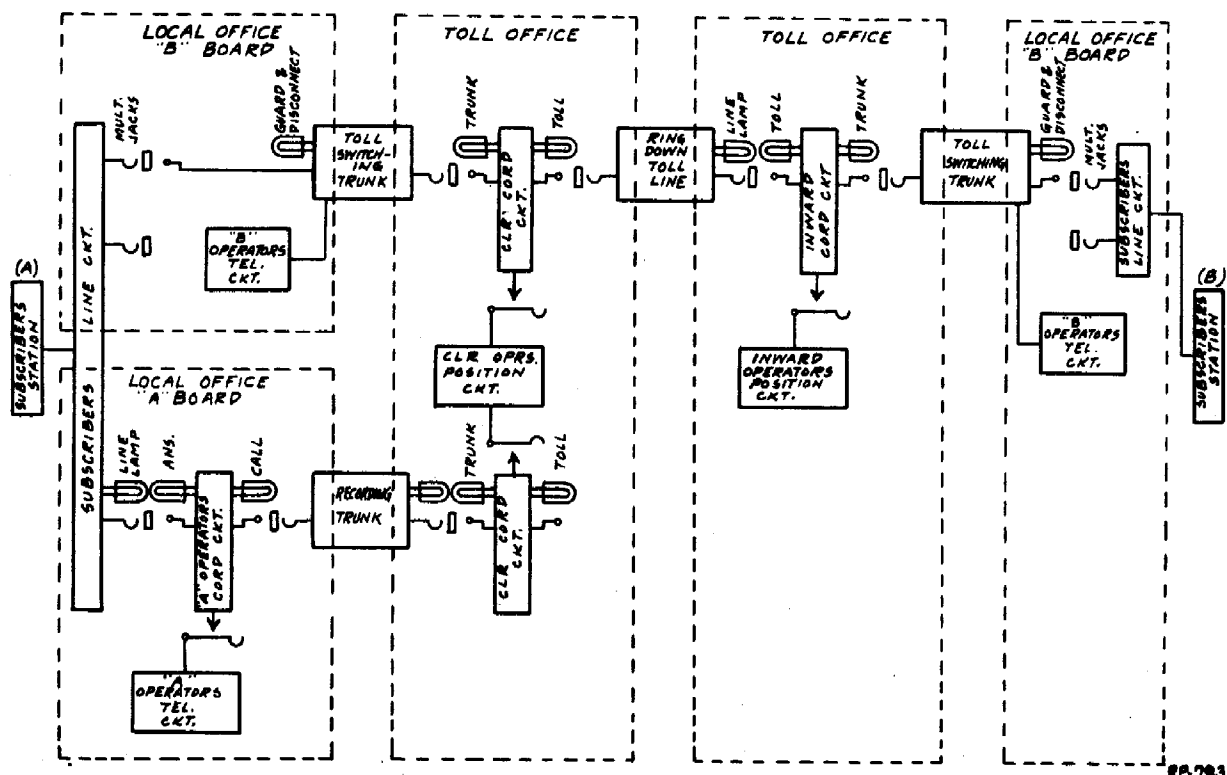 LOCAL OFFICE
"B" BOARD
TOLL OFFICE
TOLL OFFICE
LOCAL OFFICE
"B" BOARD
MULT.
JACKS
GUARD &
DISCONNECT
TOLL
SWITCH-
ING
TRUNK
TRUNK
TOLL
CLR CORD
CKT.
RING
DOWN
TOLL
LINE
LINE
LAMP
TOLL
INWARD
CORD CKT
TRUNK
TOLL
SWITCHING
TRUNK
GUARD &
DISCONNECT
MULT.
JACKS
SUBSCRIBERS
LINE CKT.
"B"
OPERATORS
TEL.
CKT.
(A)
SUBSCRIBERS
STATION
SUBSCRIBERS LINE CKT.
(B)
SUBSCRIBERS
STATION
"B"
OPERATORS
TEL.
CKT.
CLR OPRS.
POSITION
CKT.
INWARD
OPERATORS
POSITION
CKT.
LOCAL OFFICE
"A" BOARD
LINE
LAMP
ANS.
"A" OPERATORS
CORD CKT.
CALL
RECORDING
TRUNK
TRUNK
CLR CORD
CKT.
TOLL
"A"
OPERATORS
TEL.
CKT.